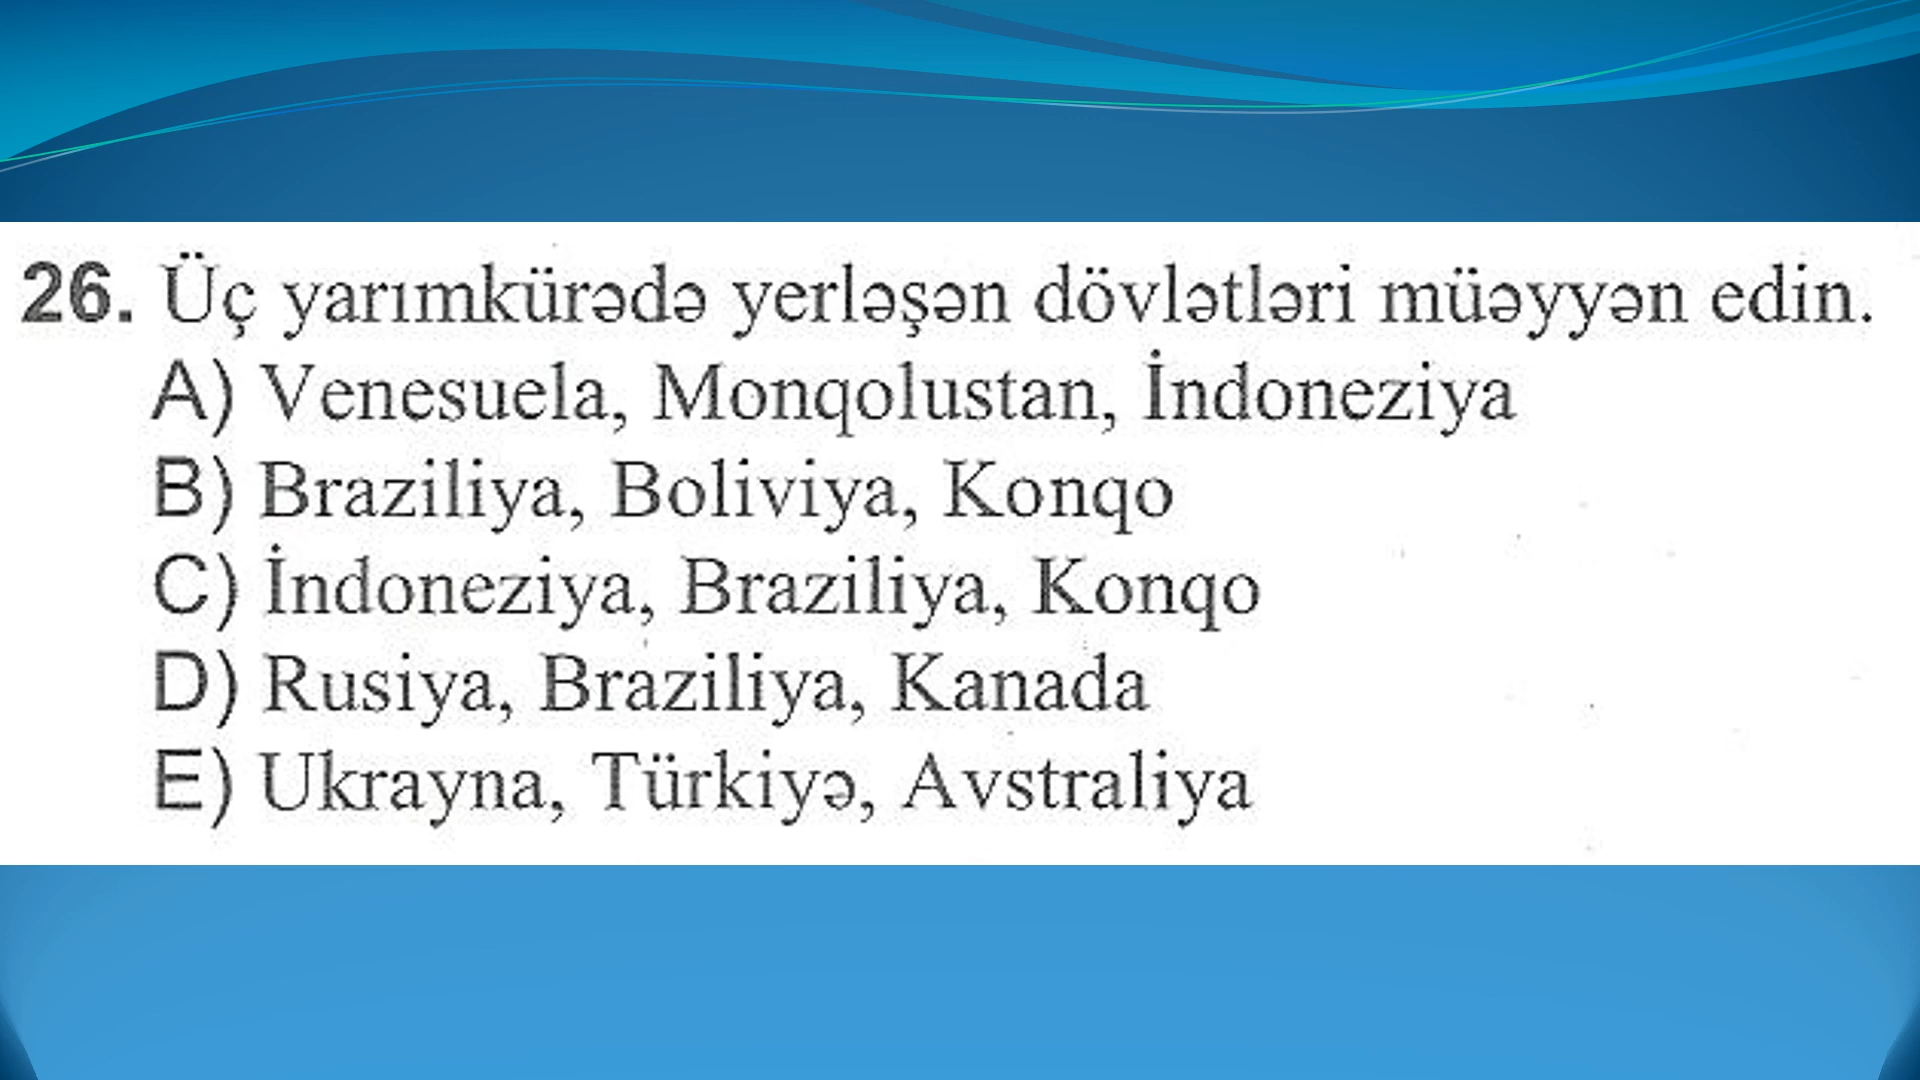 26. Üç yarımkürədə yerləşən dövlətləri müəyyən edin.
A) Venesuela, Monqolustan, İndoneziya
B) Braziliya, Boliviya, Konqo
C) İndoneziya, Braziliya, Konqo
D) Rusiya, Braziliya, Kanada
E) Ukrayna, Türkiyə, Avstraliya